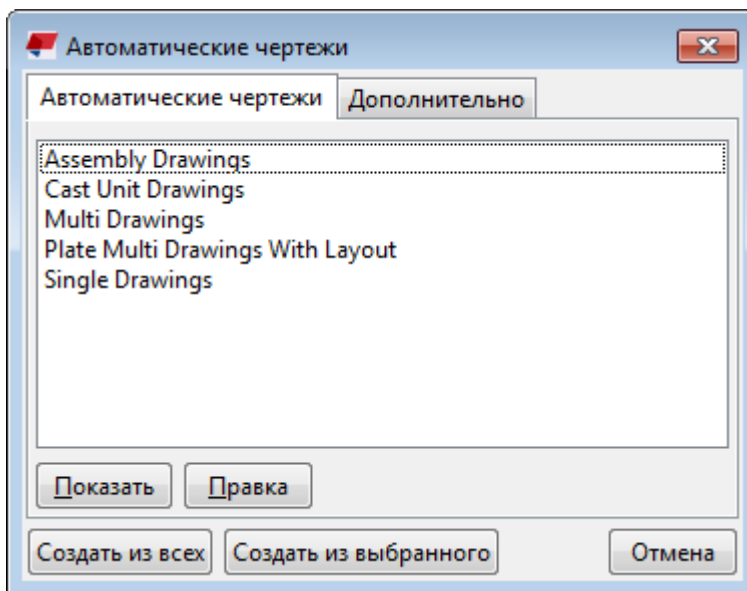 Автоматические чертежи
Автоматические чертежи Дополнительно
Assembly Drawings
Cast Unit Drawings
Multi Drawings
Plate Multi Drawings With Layout
Single Drawings
Показать Правка
Создать из всех Создать из выбранного Отмена